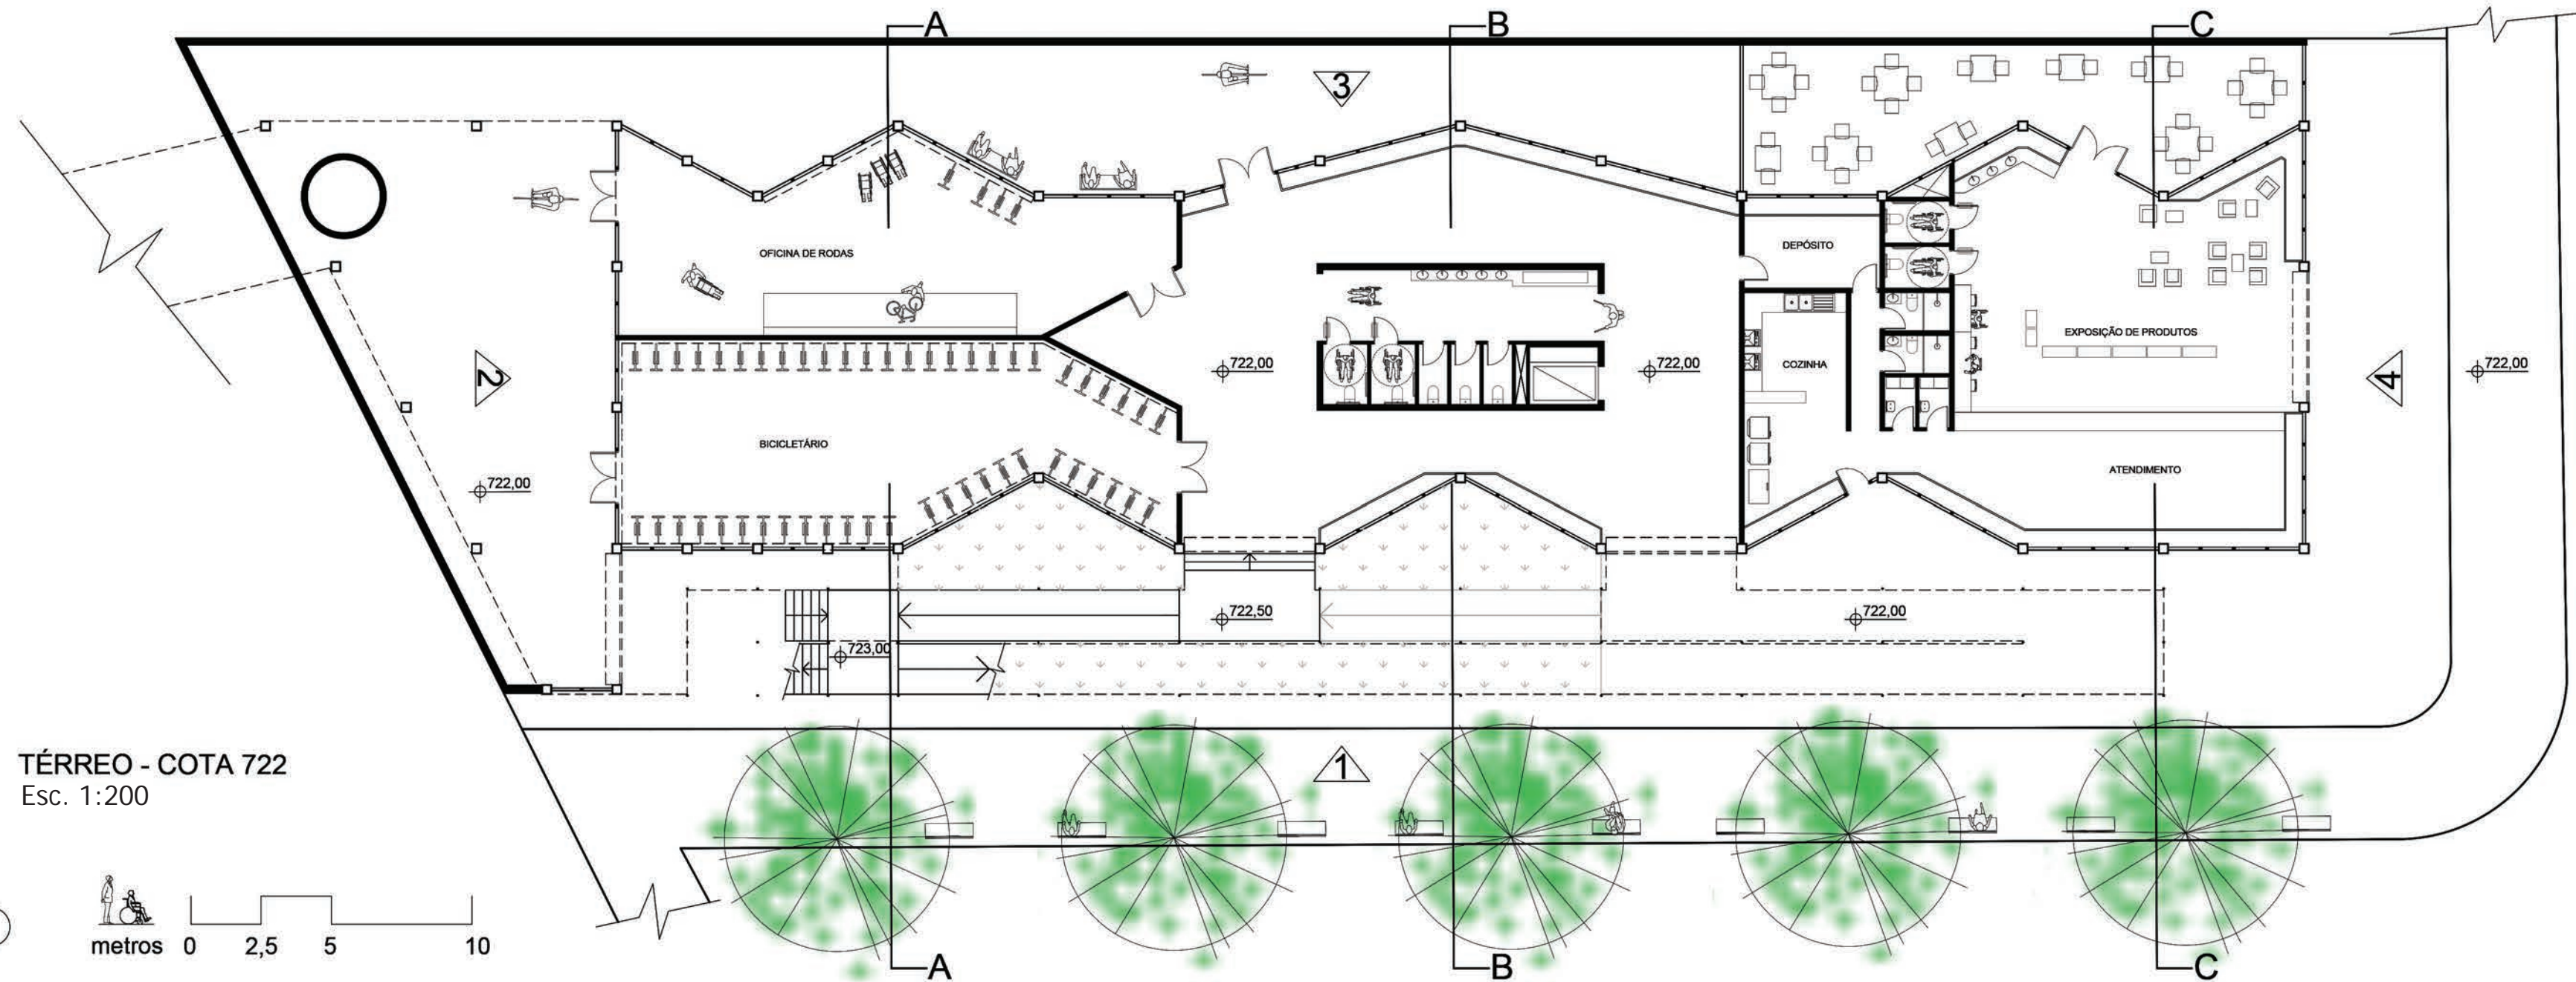 A
B
C
3
OFICINA DE RODAS
DEPÓSITO
EXPOSIÇÃO DE PRODUTOS
722,00
722,00
COZINHA
722,00
2
4
BICICLETÁRIO
ATENDIMENTO
722,00
722,50
722,00
723,00
1
TÉRREO - COTA 722
Esc. 1:200
metros 0 2,5 5 10
A
B
C